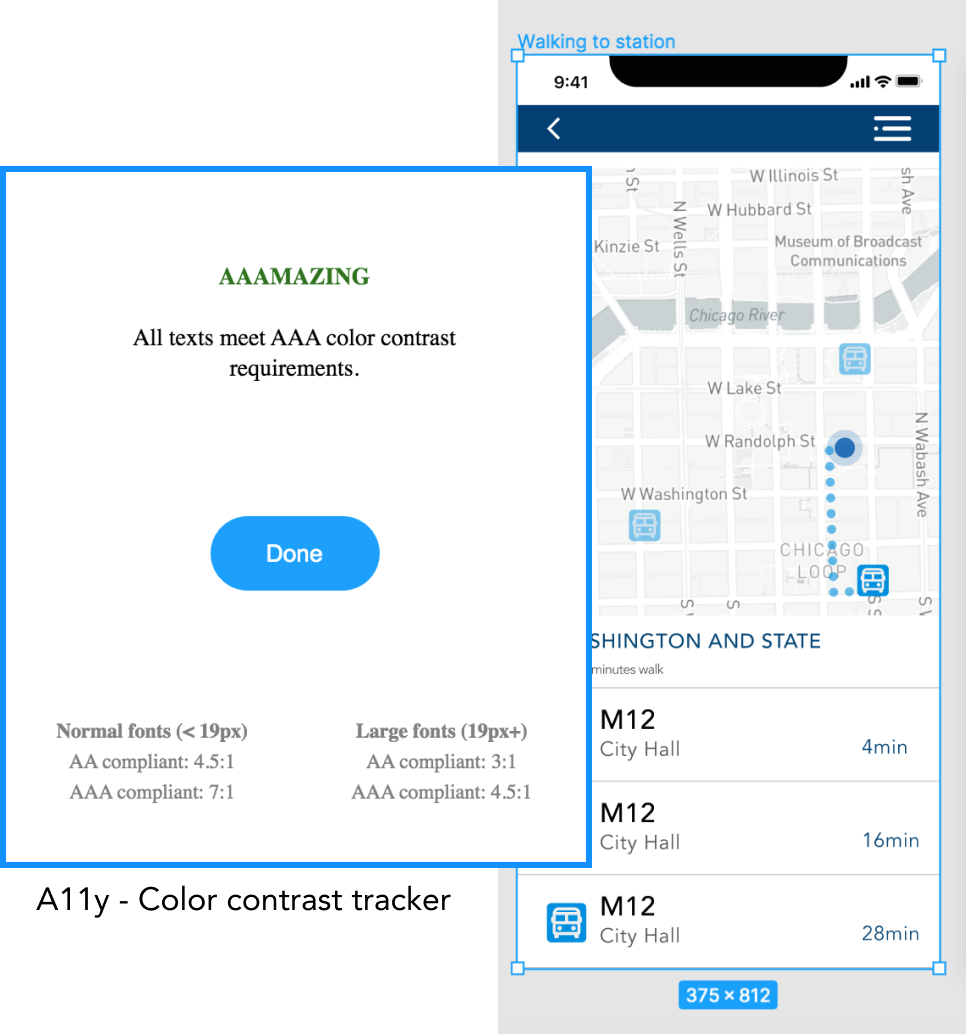 Walking to station
9:41
W Illinois St
St
sh Ave
N Wells St
W Hubbard St
Kinzie St
Museum of Broadcast
Communications
Chicago River
W Lake St
W Randolph St
N Wabash Ave
W Washington St
CHICAGO
LOOP
S
S
S S
S
AAAMAZING
All texts meet AAA color contrast
requirements.
Done
Normal fonts (< 19px)
AA compliant: 4.5:1
AAA compliant: 7:1
Large fonts (19px+)
AA compliant: 3:1
AAA compliant: 4.5:1
A11y - Color contrast tracker
SHINGTON AND STATE
minutes walk
M12
City Hall
4min
M12
City Hall
16min
M12
City Hall
28min
375 × 812